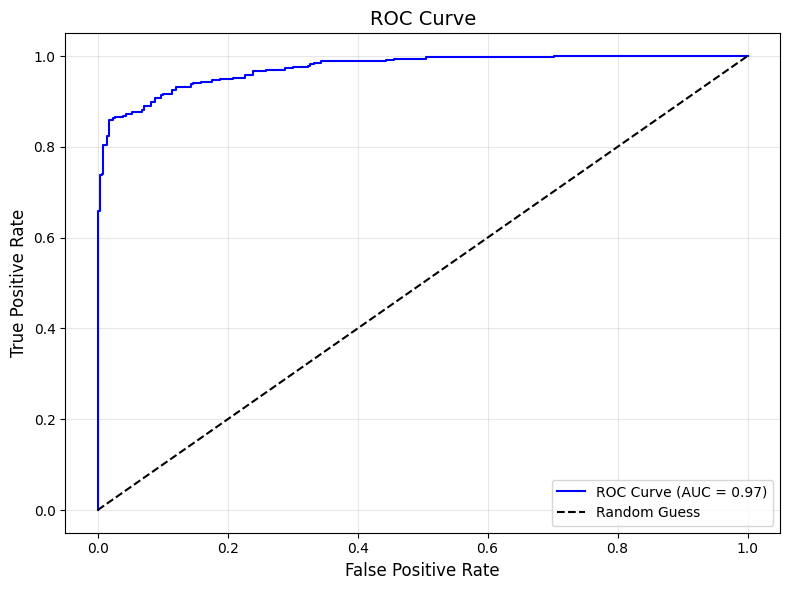 ROC Curve
True Positive Rate
1.0
0.8
0.6
0.4
0.2
0.0
0.0 0.2 0.4 0.6 0.8 1.0
False Positive Rate
ROC Curve (AUC = 0.97)
Random Guess